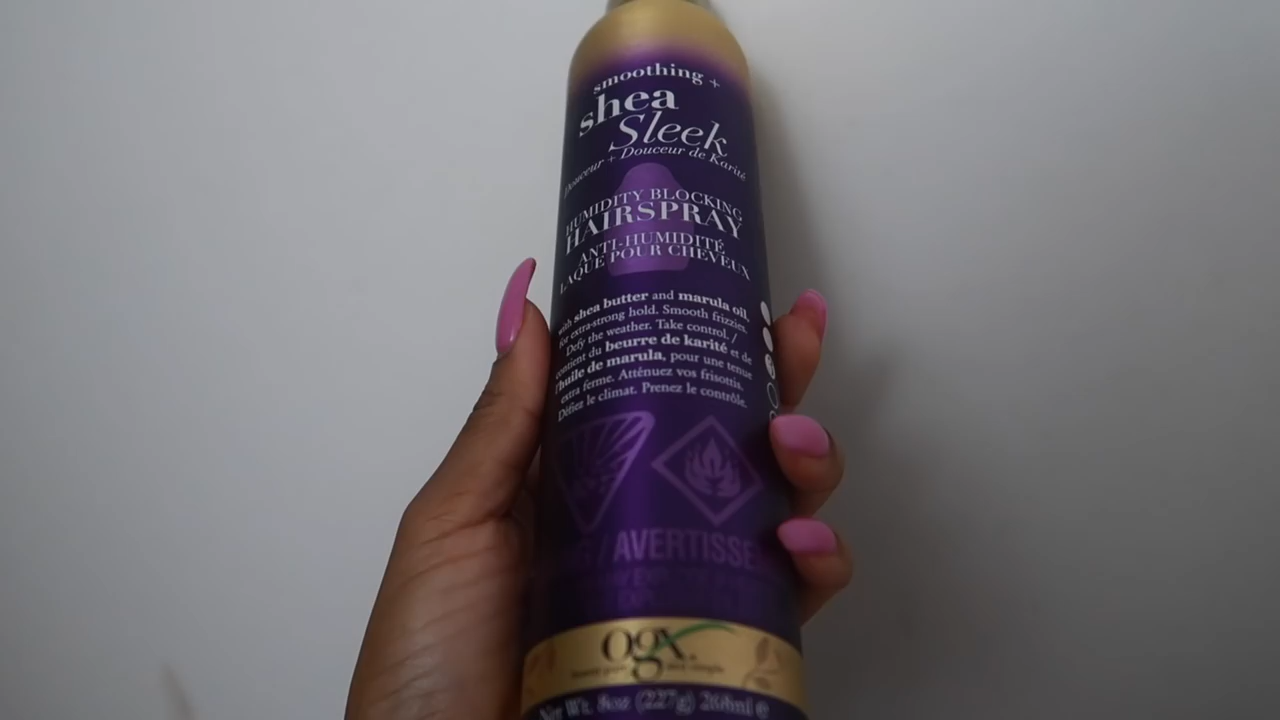 smoothing +
shea
Sleek
Douceur + Douceur de Karité
HUMIDITY BLOCKING
HAIRSPRAY
ANTI-HUMIDITÉ
LAQUE POUR CHEVEUX
with shea butter and marula oil,
for extra-strong hold. Smooth frizzies.
Defy the weather. Take control. /
contient du beurre de karité et de
l'huile de marula, pour une tenue
extra ferme. Atténuez vos frisottis.
Défiez le climat. Prenez le contrôle.
/ AVERTISSE
ogx.
Net Wt. 8oz (227g) 268ml e